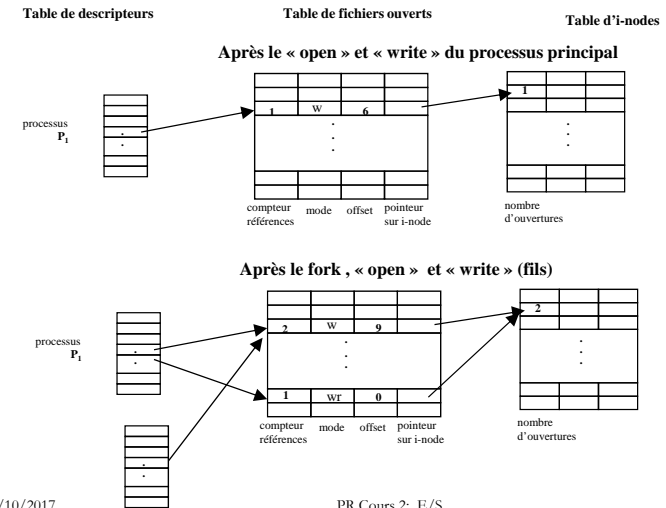 Table de descripteurs
Table de fichiers ouverts
Table d'i-nodes
Après le « open » et « write » du processus principal
processus
P1
1 w 6
1
compteur
références
mode
offset
pointeur
sur i-node
nombre
d'ouvertures
Après le fork , « open » et « write » (fils)
processus
P1
2 w 9
2
1 wr 0
compteur
références
mode
offset
pointeur
sur i-node
nombre
d'ouvertures
/10/2017
PR Cours 2: E/S